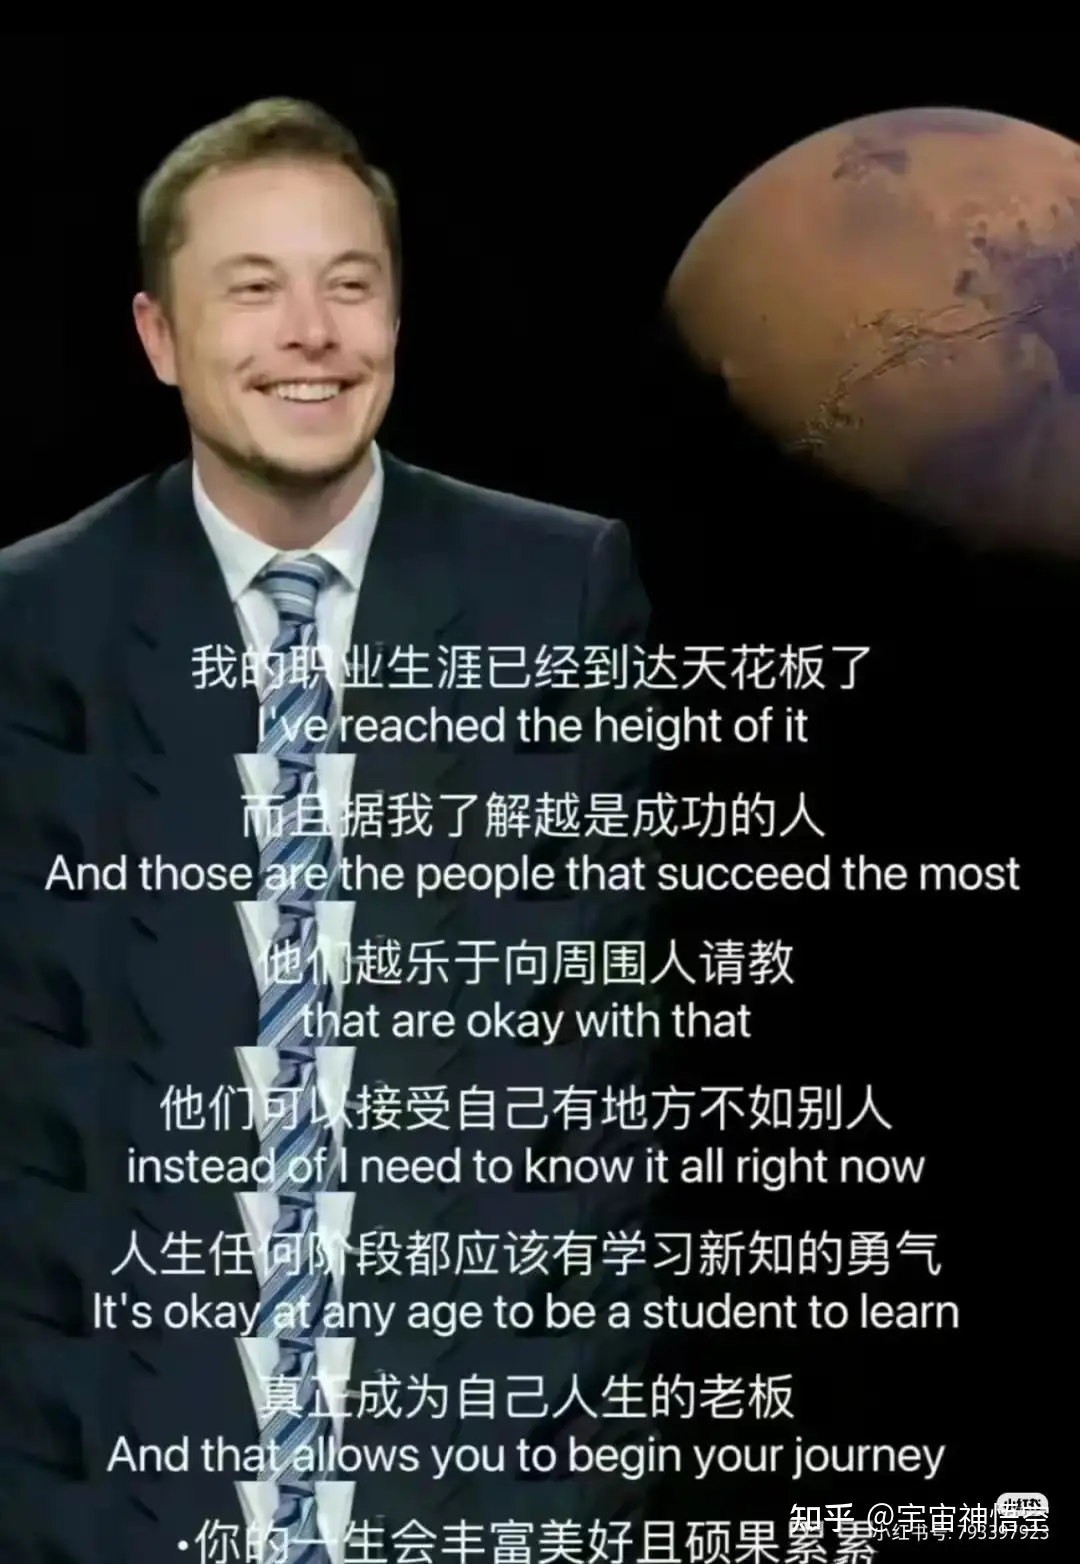 我的职业生涯已经到达天花板了
I've reached the height of it
而且据我了解越是成功的人
And those are the people that succeed the most
他们越乐于向周围人请教
that are okay with that
他们可以接受自己有地方不如别人
instead of I need to know it all right now
人生任何阶段都应该有学习新知的勇气
It's okay at any age to be a student to learn
真正成为自己人生的老板
And that allows you to begin your journey
•你的一生会丰富美好且硕果累累
知乎 @宇宙神悟会
小红书号: 793397923